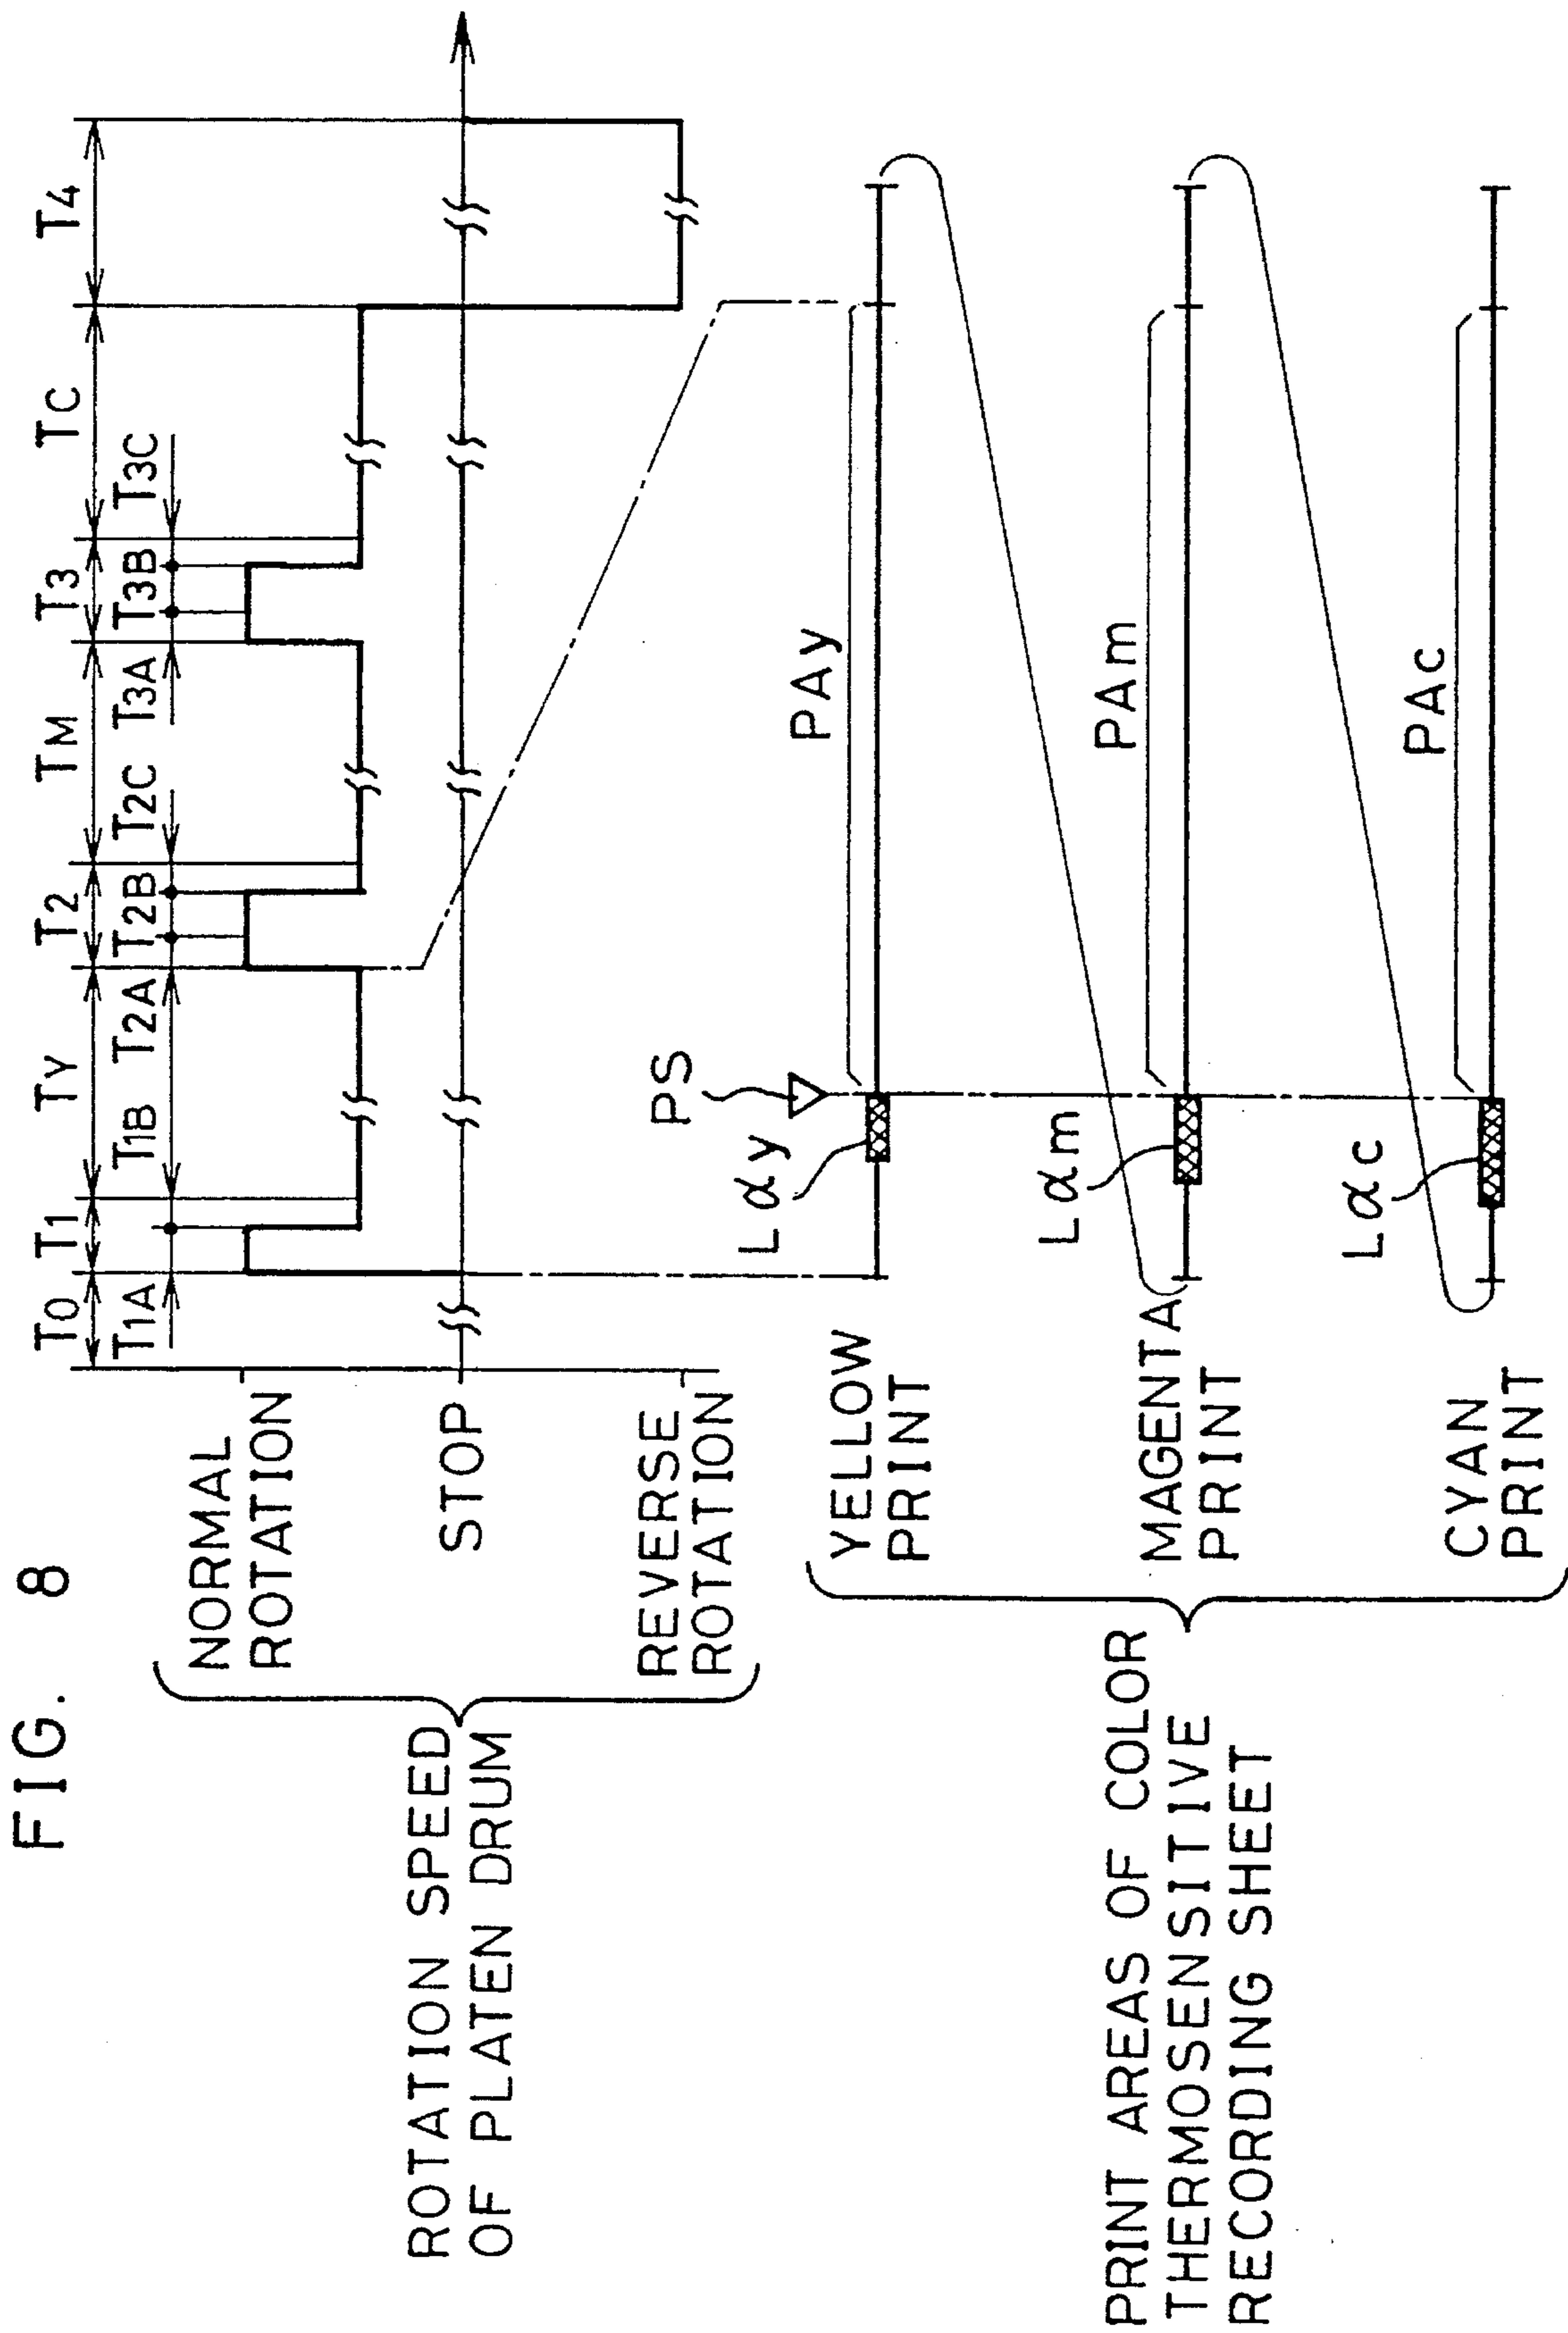 FIG. 8
T0 T1 TY T2 TM T3 TC T4
T1A T1B T2A T2B T2C T3A T3B T3C
NORMAL
ROTATION
STOP
REVERSE
ROTATION
ROTATION SPEED
OF PLATEN DRUM
PS
Lαy
PAy
YELLOW
PRINT
Lαm
PAm
MAGENTA
PRINT
Lαc
PAc
CYAN
PRINT
PRINT AREAS OF COLOR
THERMOSENSITIVE
RECORDING SHEET